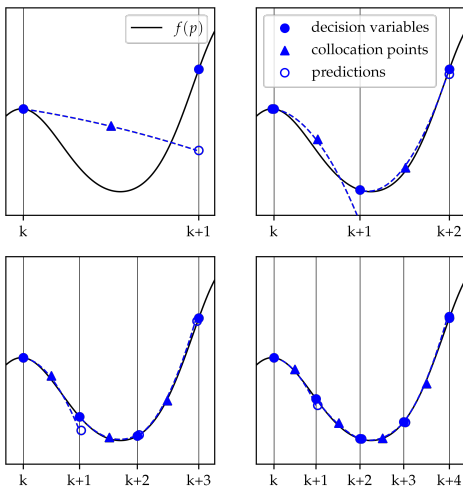 f(p)
decision variables
collocation points
predictions
k k+1
k k+1 k+2
k k+1 k+2 k+3
k k+1 k+2 k+3 k+4